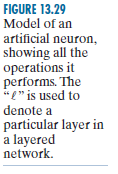 FIGURE 13.29
Model of an
artificial neuron,
showing all the
operations it
performs. The
“ℓ” is used to
denote a
particular layer in
a layered
network.